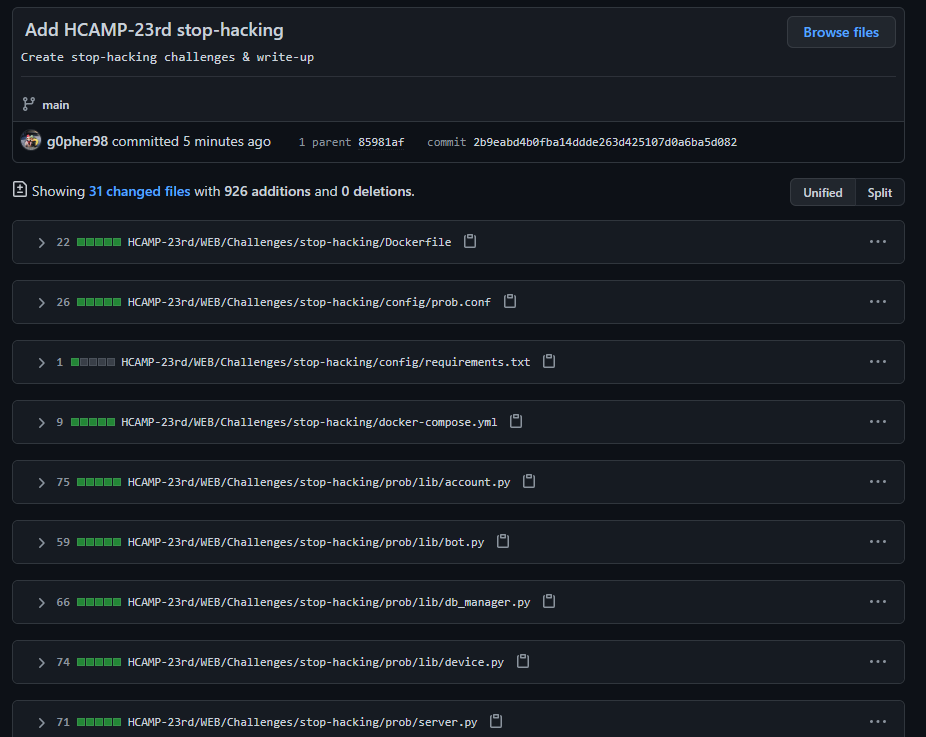 Add HCAMP-23rd stop-hacking
Browse files
Create stop-hacking challenges & write-up
main
g0pher98 committed 5 minutes ago 1 parent 85981af commit 2b9eabd4b0fba14ddde263d425107d0a6ba5d082
Showing 31 changed files with 926 additions and 0 deletions.
Unified Split
22 HCAMP-23rd/WEB/Challenges/stop-hacking/Dockerfile
26 HCAMP-23rd/WEB/Challenges/stop-hacking/config/prob.conf
1 HCAMP-23rd/WEB/Challenges/stop-hacking/config/requirements.txt
9 HCAMP-23rd/WEB/Challenges/stop-hacking/docker-compose.yml
75 HCAMP-23rd/WEB/Challenges/stop-hacking/prob/lib/account.py
59 HCAMP-23rd/WEB/Challenges/stop-hacking/prob/lib/bot.py
66 HCAMP-23rd/WEB/Challenges/stop-hacking/prob/lib/db_manager.py
74 HCAMP-23rd/WEB/Challenges/stop-hacking/prob/lib/device.py
71 HCAMP-23rd/WEB/Challenges/stop-hacking/prob/server.py